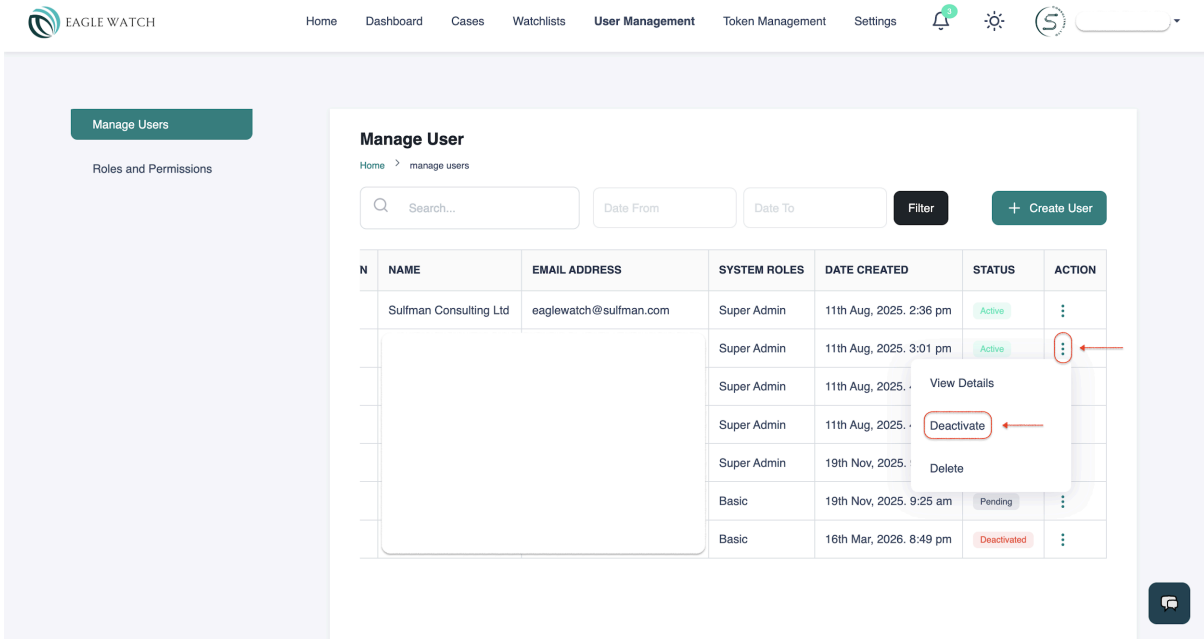 EAGLE WATCH
Home Dashboard Cases Watchlists User Management Token Management Settings 3
Manage Users
Roles and Permissions
Manage User
Home > manage users
Search... Date From Date To Filter + Create User
N NAME EMAIL ADDRESS SYSTEM ROLES DATE CREATED STATUS ACTION
Sulfman Consulting Ltd eaglewatch@sulfman.com Super Admin 11th Aug, 2025. 2:36 pm Active
Super Admin 11th Aug, 2025. 3:01 pm Active
Super Admin 11th Aug, 2025.
View Details
Super Admin 11th Aug, 2025.
Deactivate
Super Admin 19th Nov, 2025.
Delete
Basic 19th Nov, 2025. 9:25 am Pending
Basic 16th Mar, 2026. 8:49 pm Deactivated